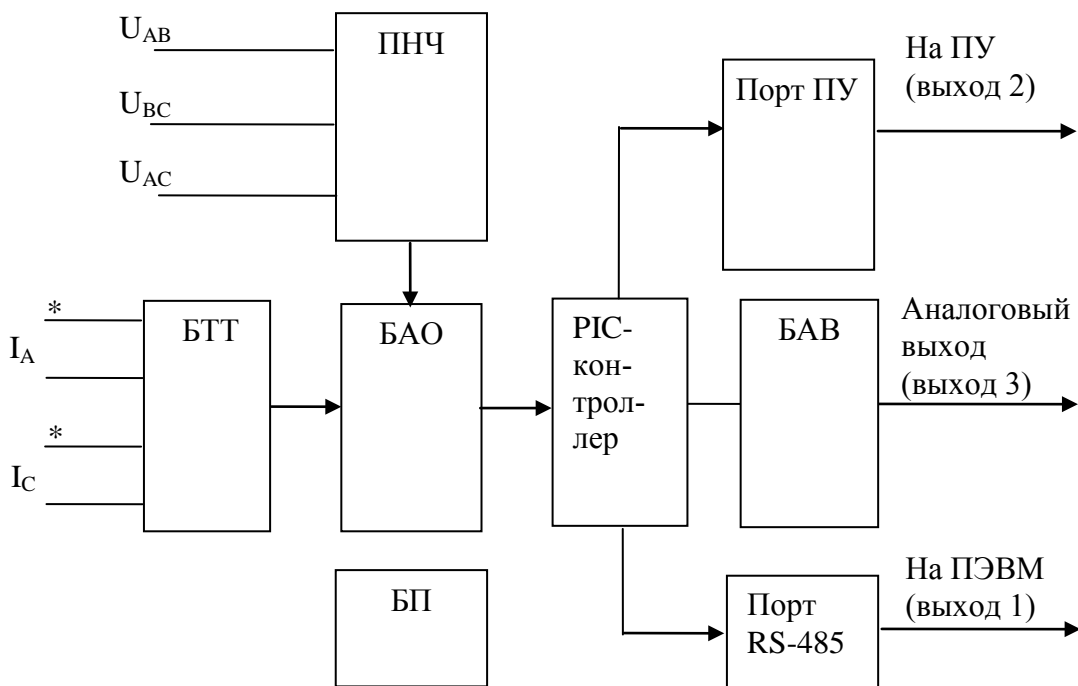 U_AB
U_BC
U_AC
ПНЧ
Порт ПУ
На ПУ
(выход 2)
*
I_A
*
I_C
БТТ
БАО
PIC-
кон-
трол-
лер
БАВ
Аналоговый
выход
(выход 3)
БП
Порт
RS-485
На ПЭВМ
(выход 1)